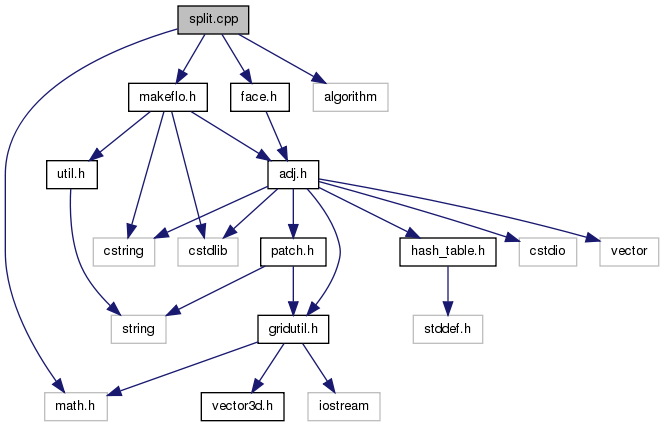 split.cpp
makeflo.h
face.h
algorithm
util.h
adj.h
cstring
cstdlib
patch.h
hash_table.h
cstdio
vector
string
gridutil.h
stddef.h
math.h
vector3d.h
iostream